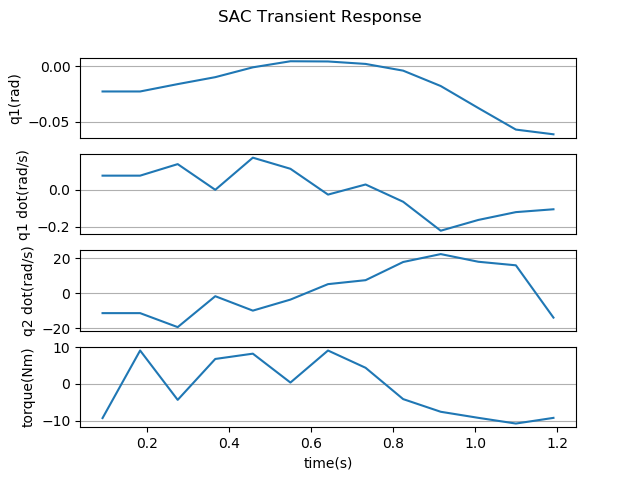 SAC Transient Response
0.00
−0.05
q1(rad)
0.0
−0.2
q1 dot(rad/s)
20
0
−20
q2 dot(rad/s)
10
0
−10
torque(Nm)
0.2 0.4 0.6 0.8 1.0 1.2
time(s)